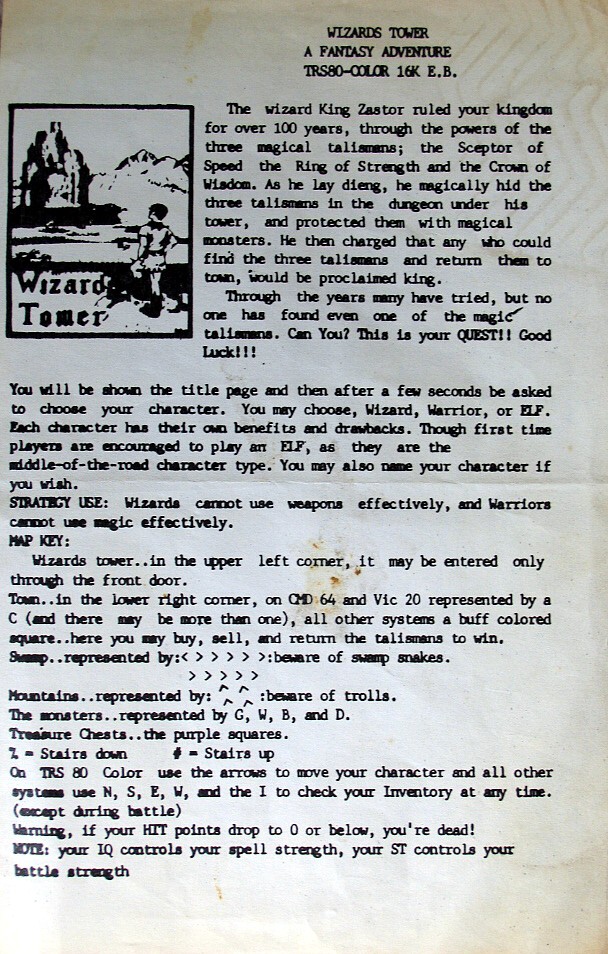 WIZARDS TOWER
A FANTASY ADVENTURE
TRS80-COLOR 16K E.B.
The wizard King Zastor ruled your kingdom
for over 100 years, through the powers of the
three magical talismans; the Sceptor of
Speed the Ring of Strength and the Crown of
Wisdom. As he lay dieng, he magically hid the
three talismans in the dungeon under his
tower, and protected them with magical
monsters. He then charged that any who could
find the three talismans and return them to
town, would be proclaimed king.
Through the years many have tried, but no
one has found even one of the magic
talismans. Can You? This is your QUEST!! Good
Luck!!!
Wizards
Tower
You will be shown the title page and then after a few seconds be asked
to choose your character. You may choose, Wizard, Warrior, or ELF.
Each character has their own benefits and drawbacks. Though first time
players are encouraged to play an ELF, as they are the
middle-of-the-road character type. You may also name your character if
you wish.
STRATEGY USE: Wizards cannot use weapons effectively, and Warriors
cannot use magic effectively.
MAP KEY:
Wizards tower..in the upper left corner, it may be entered only
through the front door.
Town..in the lower right corner, on CMD 64 and Vic 20 represented by a
C (and there may be more than one), all other systems a buff colored
square..here you may buy, sell, and return the talismans to win.
Swamp..represented by:< > > > > >:beware of swamp snakes.
> > > > >
Mountains..represented by: ^ ^ ^ ^ :beware of trolls.
The monsters..represented by G, W, B, and D.
Treasure Chests..the purple squares.
% = Stairs down # = Stairs up
On TRS 80 Color use the arrows to move your character and all other
systems use N, S, E, W, and the I to check your Inventory at any time.
(except during battle)
Warning, if your HIT points drop to 0 or below, you're dead!
NOTE: your IQ controls your spell strength, your ST controls your
battle strength